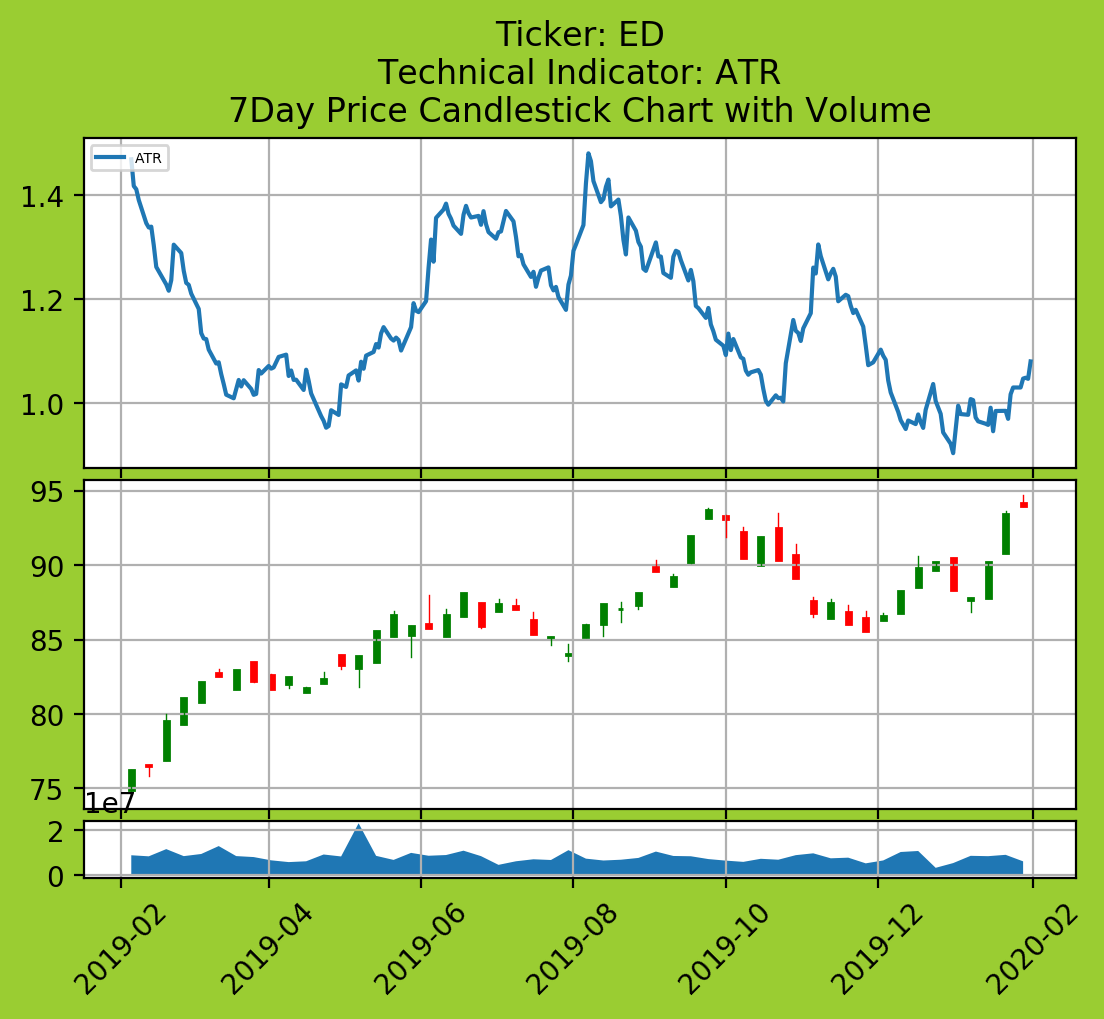 Ticker: ED
Technical Indicator: ATR
7Day Price Candlestick Chart with Volume
ATR
1.4
1.2
1.0
95
90
85
80
75
1e7
2
0
2019-02 2019-04 2019-06 2019-08 2019-10 2019-12 2020-02